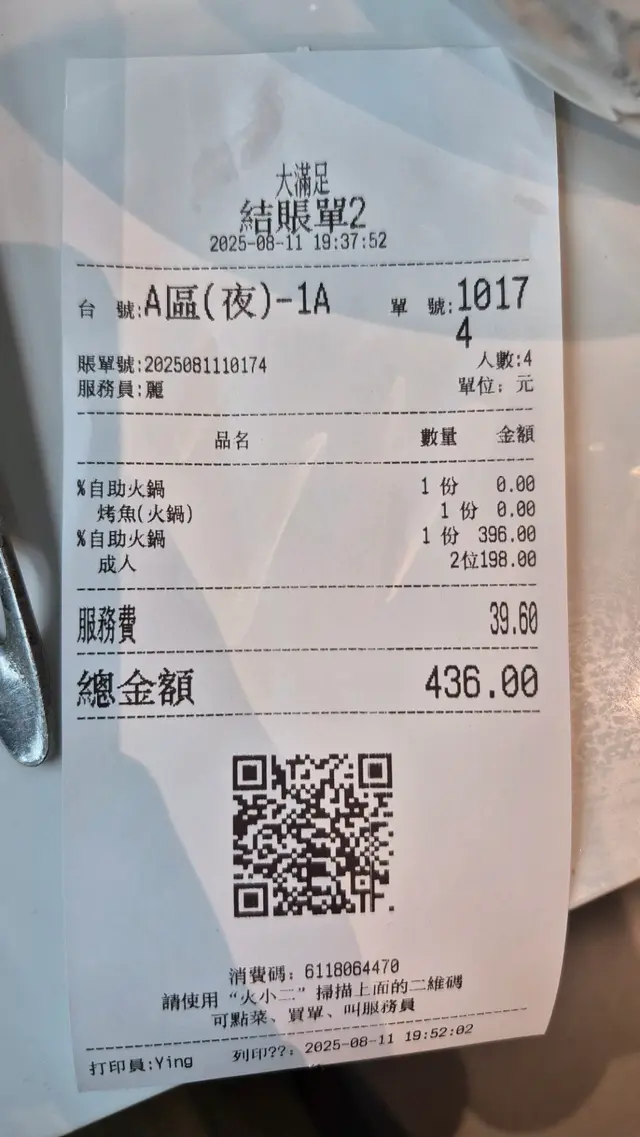 大滿足
結賬單2
2025-08-11 19:37:52
台 號:A區(夜)-1A 單 號:1017
4
賬單號:2025081110174 人數:4
服務員:麗 單位: 元
品名 數量 金額
%自助火鍋 1 份 0.00
烤魚(火鍋) 1 份 0.00
%自助火鍋 1 份 396.00
成人 2位198.00
服務費 39.60
總金額 436.00
消費碼: 6118064470
請使用“火小二”掃描上面的二維碼
可點菜、買單、叫服務員
打印員:Ying 列印??: 2025-08-11 19:52:02